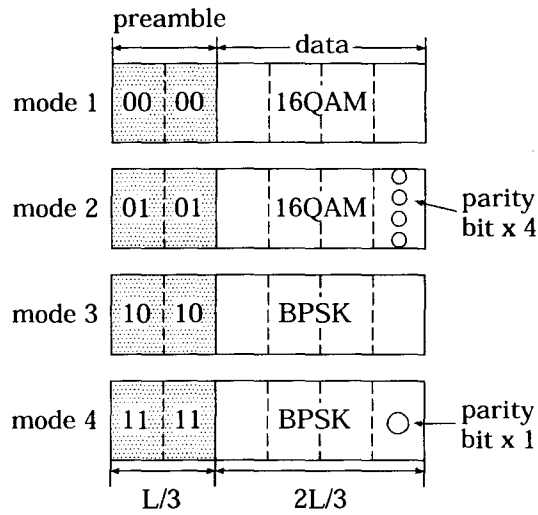 preamble
data
mode 1 00 00 16QAM
mode 2 01 01 16QAM
parity
bit x 4
mode 3 10 10 BPSK
mode 4 11 11 BPSK
parity
bit x 1
L/3 2L/3